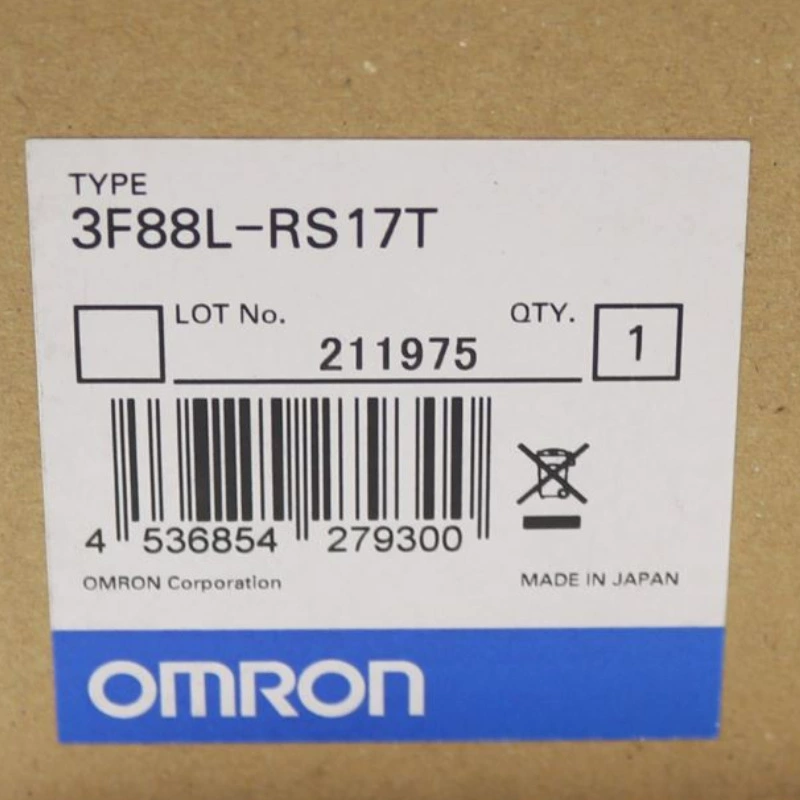 TYPE
3F88L-RS17T
LOT No. QTY.
211975 1
4 536854 279300
OMRON Corporation MADE IN JAPAN
OMRON